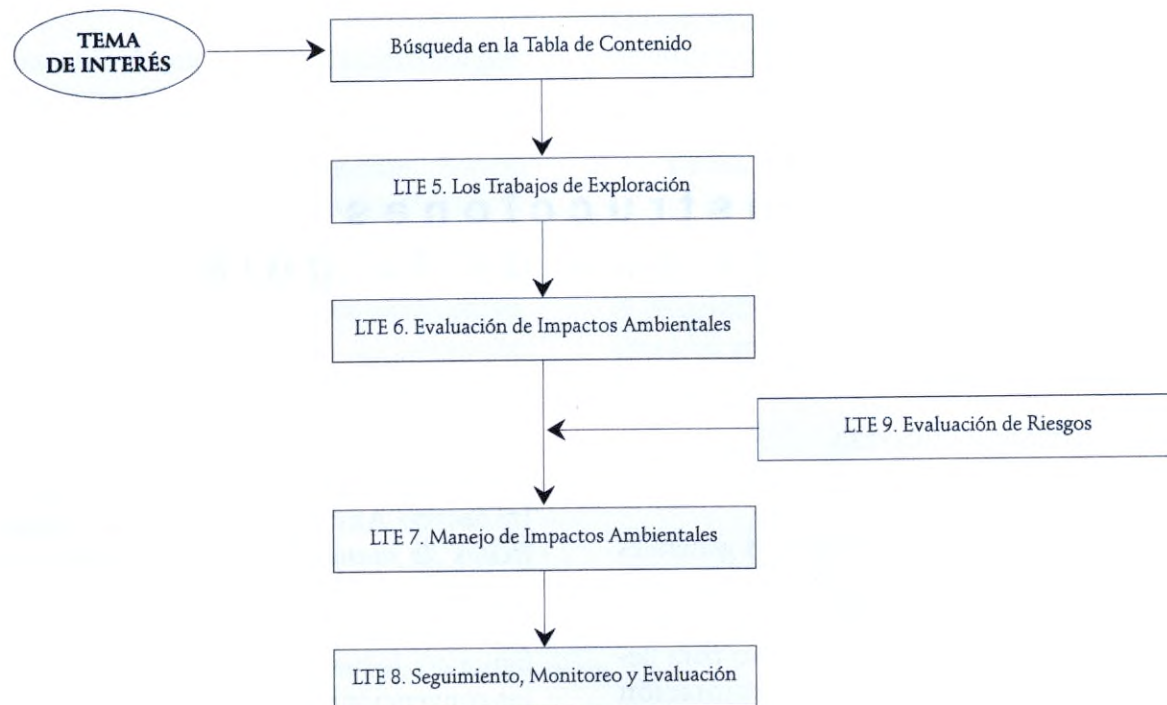 TEMA
DE INTERÉS
Búsqueda en la Tabla de Contenido
LTE 5. Los Trabajos de Exploración
LTE 6. Evaluación de Impactos Ambientales
LTE 9. Evaluación de Riesgos
LTE 7. Manejo de Impactos Ambientales
LTE 8. Seguimiento, Monitoreo y Evaluación